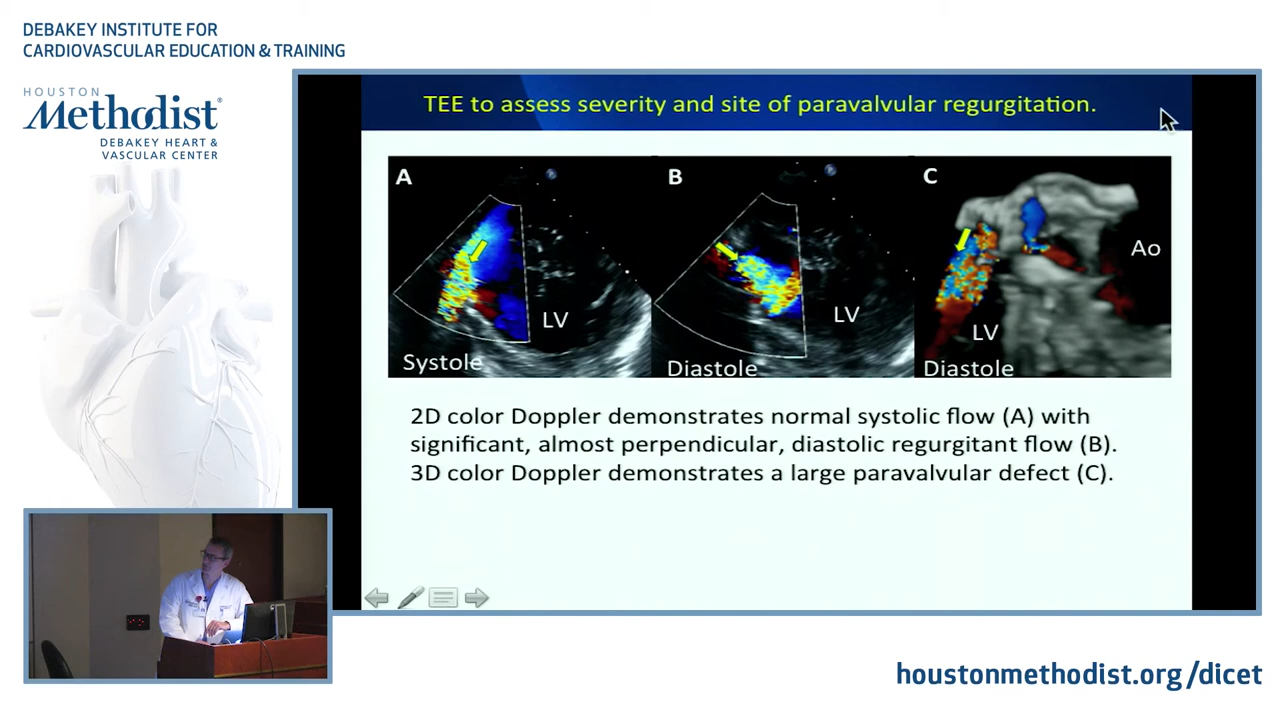 DEBAKEY INSTITUTE FOR
CARDIOVASCULAR EDUCATION & TRAINING
HOUSTON
Methodist®
DEBAKEY HEART &
VASCULAR CENTER
TEE to assess severity and site of paravalvular regurgitation.
A
B
C
Ao
LV
LV
LV
Systole
Diastole
Diastole
2D color Doppler demonstrates normal systolic flow (A) with
significant, almost perpendicular, diastolic regurgitant flow (B).
3D color Doppler demonstrates a large paravalvular defect (C).
houstonmethodist.org/dicet